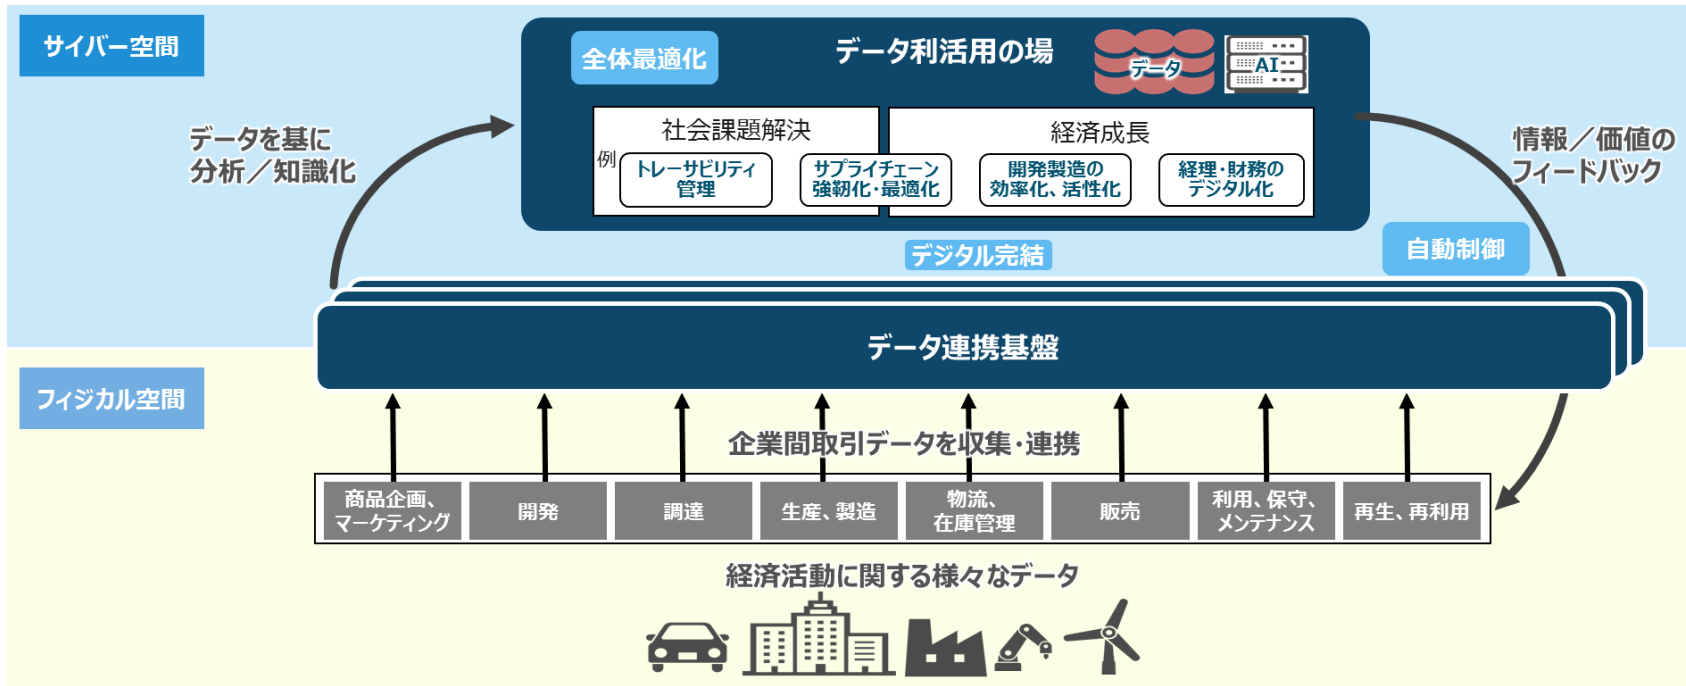 サイバー空間
全体最適化
データ利活用の場
データ
AI
データを基に
分析／知識化
社会課題解決
例
トレーサビリティ
管理
サプライチェーン
強靭化・最適化
経済成長
開発製造の
効率化、活性化
経理・財務の
デジタル化
情報／価値の
フィードバック
デジタル完結
自動制御
データ連携基盤
フィジカル空間
企業間取引データを収集・連携
商品企画、
マーケティング
開発
調達
生産、製造
物流、
在庫管理
販売
利用、保守、
メンテナンス
再生、再利用
経済活動に関する様々なデータ